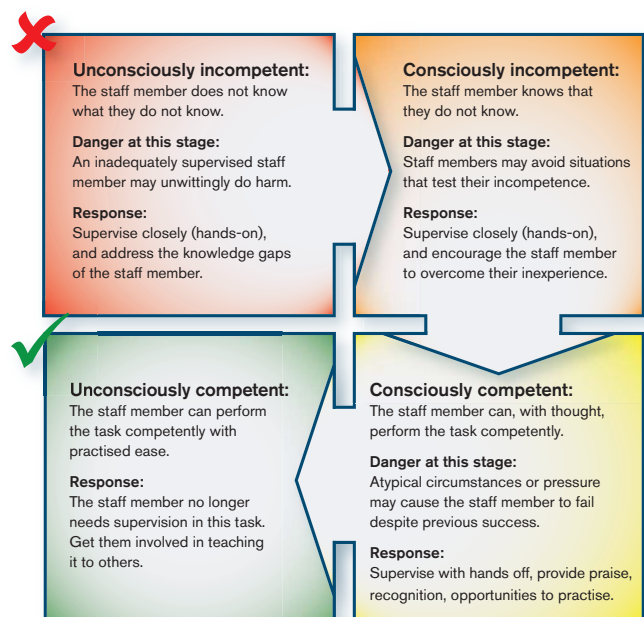 Unconsciously incompetent:
The staff member does not know
what they do not know.
Danger at this stage:
An inadequately supervised staff
member may unwittingly do harm.
Response:
Supervise closely (hands-on),
and address the knowledge gaps
of the staff member.
Consciously incompetent:
The staff member knows that
they do not know.
Danger at this stage:
Staff members may avoid situations
that test their incompetence.
Response:
Supervise closely (hands-on),
and encourage the staff member
to overcome their inexperience.
Unconsciously competent:
The staff member can perform
the task competently with
practised ease.
Response:
The staff member no longer
needs supervision in this task.
Get them involved in teaching
it to others.
Consciously competent:
The staff member can, with thought,
perform the task competently.
Danger at this stage:
Atypical circumstances or pressure
may cause the staff member to fail
despite previous success.
Response:
Supervise with hands off, provide praise,
recognition, opportunities to practise.